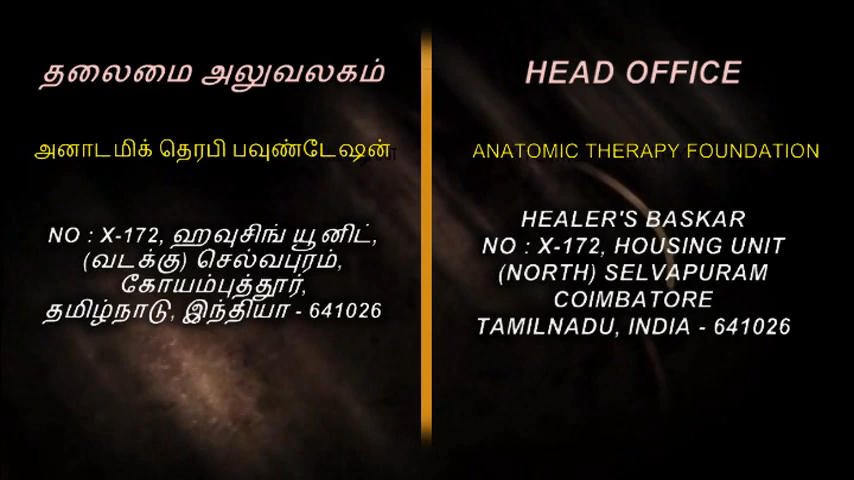 தலைமை அலுவலகம்
அனாடமிக் தெரபி பவுண்டேஷன்
NO : X-172, ஹவுசிங் யூனிட்,
(வடக்கு) செல்வபுரம்,
கோயம்புத்தூர்,
தமிழ்நாடு, இந்தியா - 641026
HEAD OFFICE
ANATOMIC THERAPY FOUNDATION
HEALER'S BASKAR
NO : X-172, HOUSING UNIT
(NORTH) SELVAPURAM
COIMBATORE
TAMILNADU, INDIA - 641026